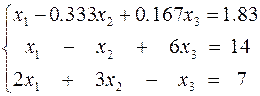 x₁ − 0.333x₂ + 0.167x₃ = 1.83
x₁ − x₂ + 6x₃ = 14
2x₁ + 3x₂ − x₃ = 7